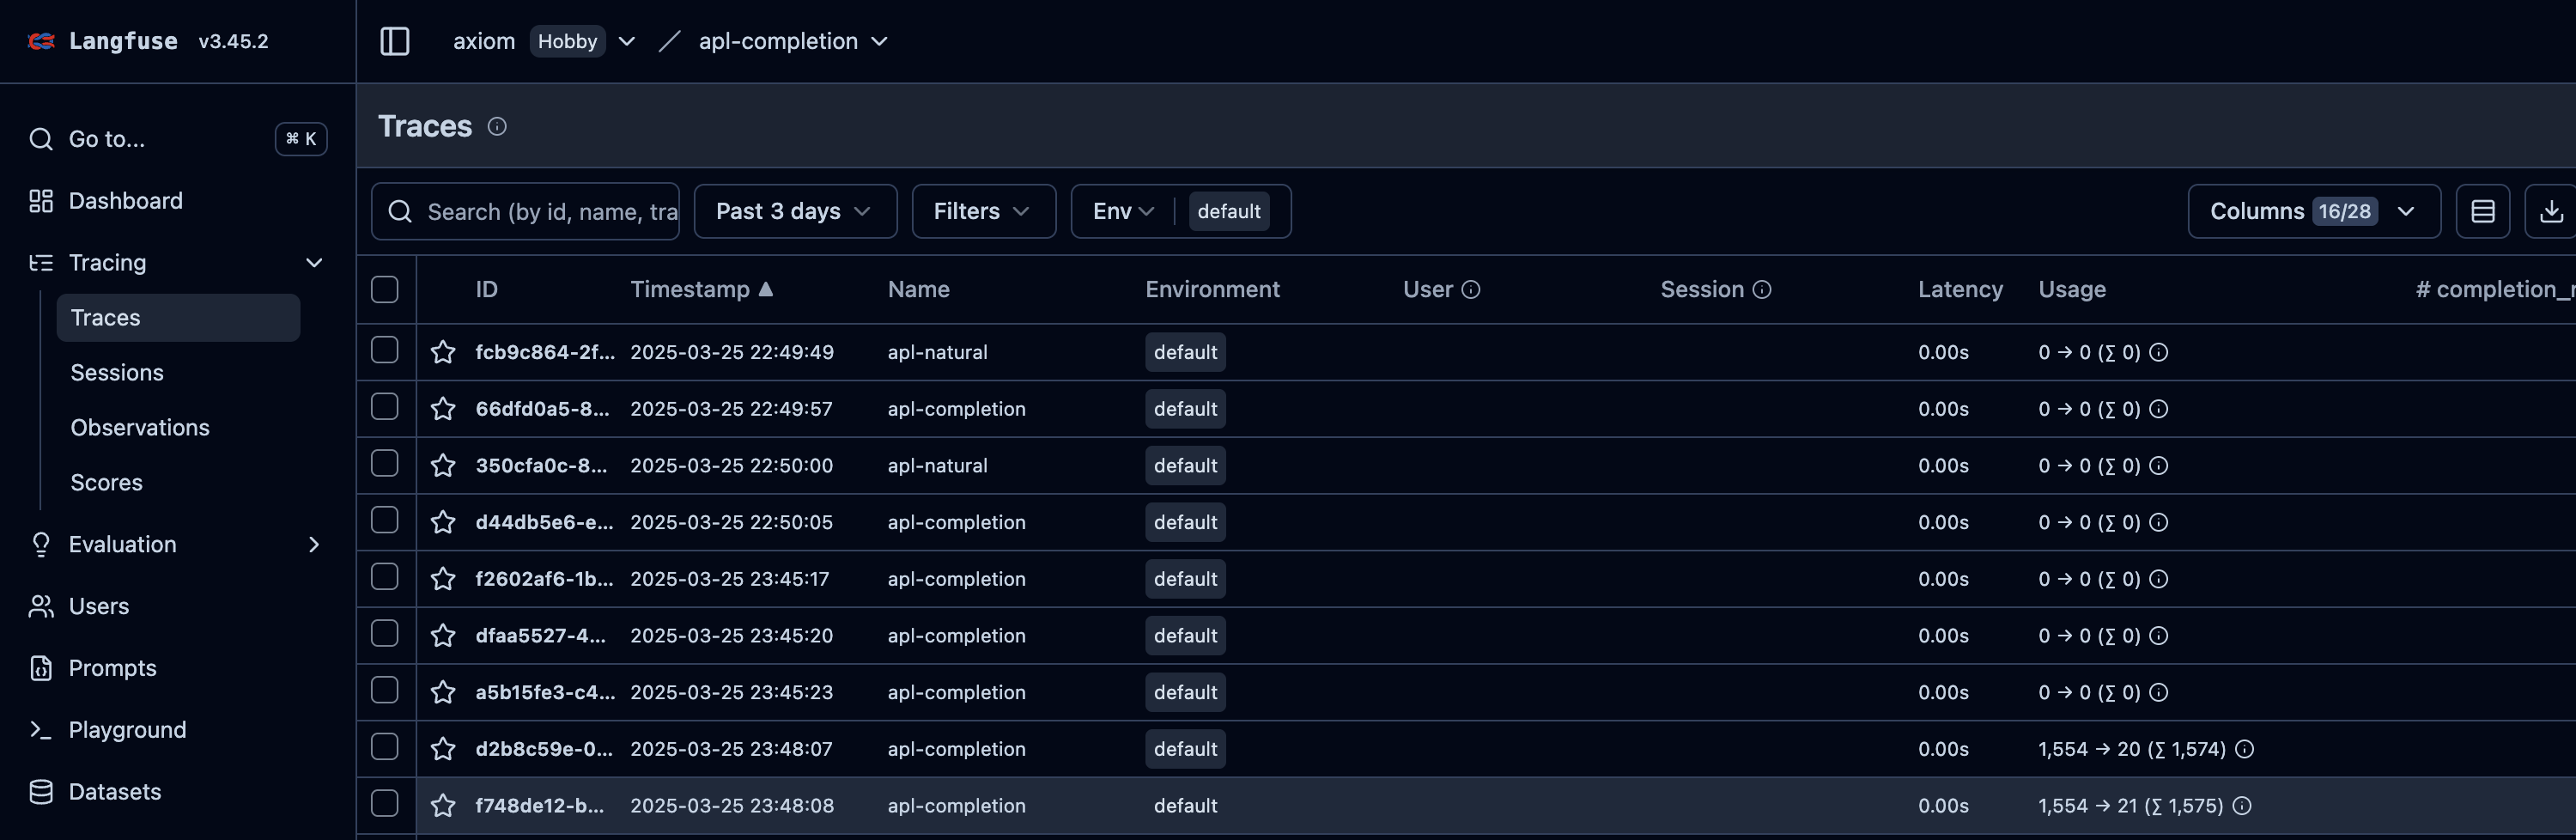 Langfuse v3.45.2
axiom Hobby / apl-completion
Go to... ⌘ K
Dashboard
Tracing
Traces
Sessions
Observations
Scores
Evaluation
Users
Prompts
Playground
Datasets
Traces
Search (by id, name, tra Past 3 days Filters Env default Columns 16/28
ID Timestamp ▲ Name Environment User Session Latency Usage # completion_
fcb9c864-2f... 2025-03-25 22:49:49 apl-natural default 0.00s 0 → 0 (∑ 0)
66dfd0a5-8... 2025-03-25 22:49:57 apl-completion default 0.00s 0 → 0 (∑ 0)
350cfa0c-8... 2025-03-25 22:50:00 apl-natural default 0.00s 0 → 0 (∑ 0)
d44db5e6-e... 2025-03-25 22:50:05 apl-completion default 0.00s 0 → 0 (∑ 0)
f2602af6-1b... 2025-03-25 23:45:17 apl-completion default 0.00s 0 → 0 (∑ 0)
dfaa5527-4... 2025-03-25 23:45:20 apl-completion default 0.00s 0 → 0 (∑ 0)
a5b15fe3-c4... 2025-03-25 23:45:23 apl-completion default 0.00s 0 → 0 (∑ 0)
d2b8c59e-0... 2025-03-25 23:48:07 apl-completion default 0.00s 1,554 → 20 (∑ 1,574)
f748de12-b... 2025-03-25 23:48:08 apl-completion default 0.00s 1,554 → 21 (∑ 1,575)